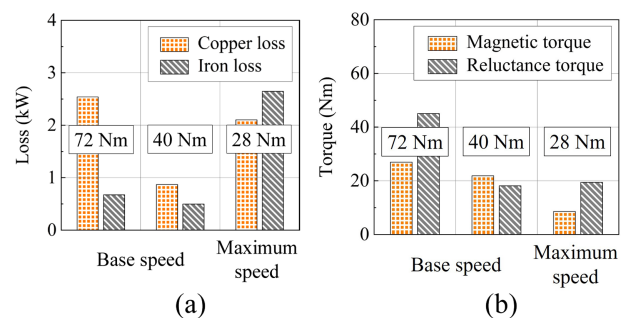 4
3
2
1
0
Loss (kW)
Copper loss
Iron loss
72 Nm
40 Nm
28 Nm
Base speed
Maximum
speed
(a)
80
60
40
20
0
Torque (Nm)
Magnetic torque
Reluctance torque
72 Nm
40 Nm
28 Nm
Base speed
Maximum
speed
(b)